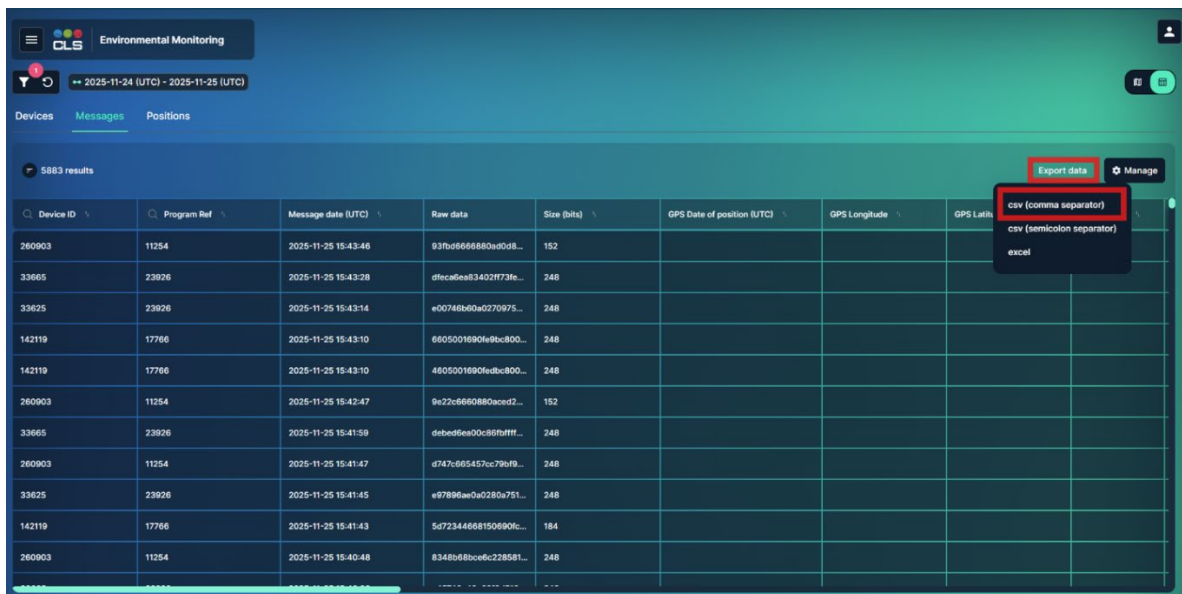 CLS Environmental Monitoring
1
2025-11-24 (UTC) - 2025-11-25 (UTC)
Devices Messages Positions
5883 results Export data Manage
csv (comma separator)
csv (semicolon separator)
excel
Device ID Program Ref Message date (UTC) Raw data Size (bits) GPS Date of position (UTC) GPS Longitude GPS Latitu
260903 11254 2025-11-25 15:43:46 93fbd6666880ad0d8... 152
33665 23926 2025-11-25 15:43:28 dfeca6ea83402ff73fe... 248
33625 23926 2025-11-25 15:43:14 e00746b60a0270975... 248
142119 17766 2025-11-25 15:43:10 6605001690fe9bc800... 248
142119 17766 2025-11-25 15:43:10 4605001690fedbc800... 248
260903 11254 2025-11-25 15:42:47 9e22c6660880aced2... 152
33665 23926 2025-11-25 15:41:59 debed6ea00c86fbffff... 248
260903 11254 2025-11-25 15:41:47 d747c665457cc79bf9... 248
33625 23926 2025-11-25 15:41:45 e97896ae0a0280a751... 248
142119 17766 2025-11-25 15:41:43 5d72344668150690fc... 184
260903 11254 2025-11-25 15:40:48 8348b68bce6c228581... 248